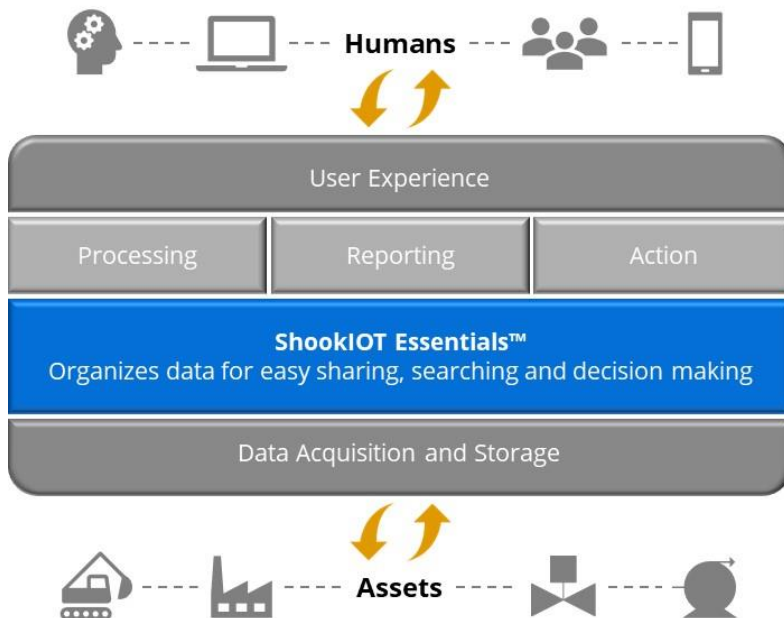 Humans
User Experience
Processing
Reporting
Action
ShookIOT Essentials™
Organizes data for easy sharing, searching and decision making
Data Acquisition and Storage
Assets